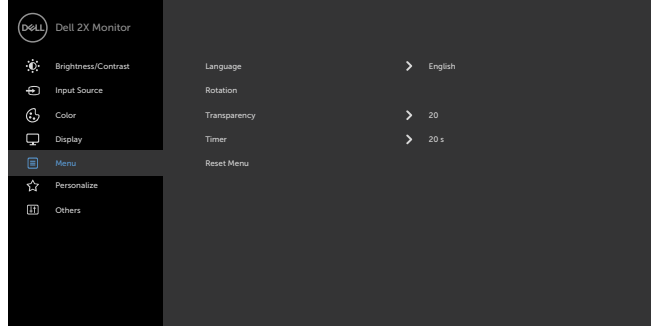 DELL Dell 2X Monitor
Brightness/Contrast
Input Source
Color
Display
Menu
Personalize
Others
Language English
Rotation
Transparency 20
Timer 20 s
Reset Menu